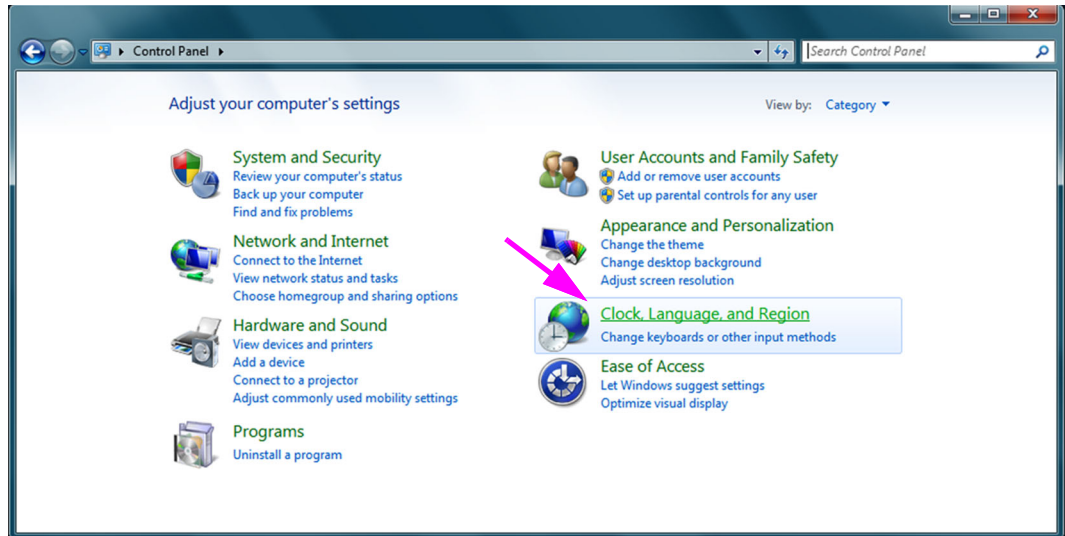 Control Panel
Search Control Panel
Adjust your computer's settings
View by: Category
System and Security
Review your computer's status
Back up your computer
Find and fix problems
Network and Internet
Connect to the Internet
View network status and tasks
Choose homegroup and sharing options
Hardware and Sound
View devices and printers
Add a device
Connect to a projector
Adjust commonly used mobility settings
Programs
Uninstall a program
User Accounts and Family Safety
Add or remove user accounts
Set up parental controls for any user
Appearance and Personalization
Change the theme
Change desktop background
Adjust screen resolution
Clock, Language, and Region
Change keyboards or other input methods
Ease of Access
Let Windows suggest settings
Optimize visual display